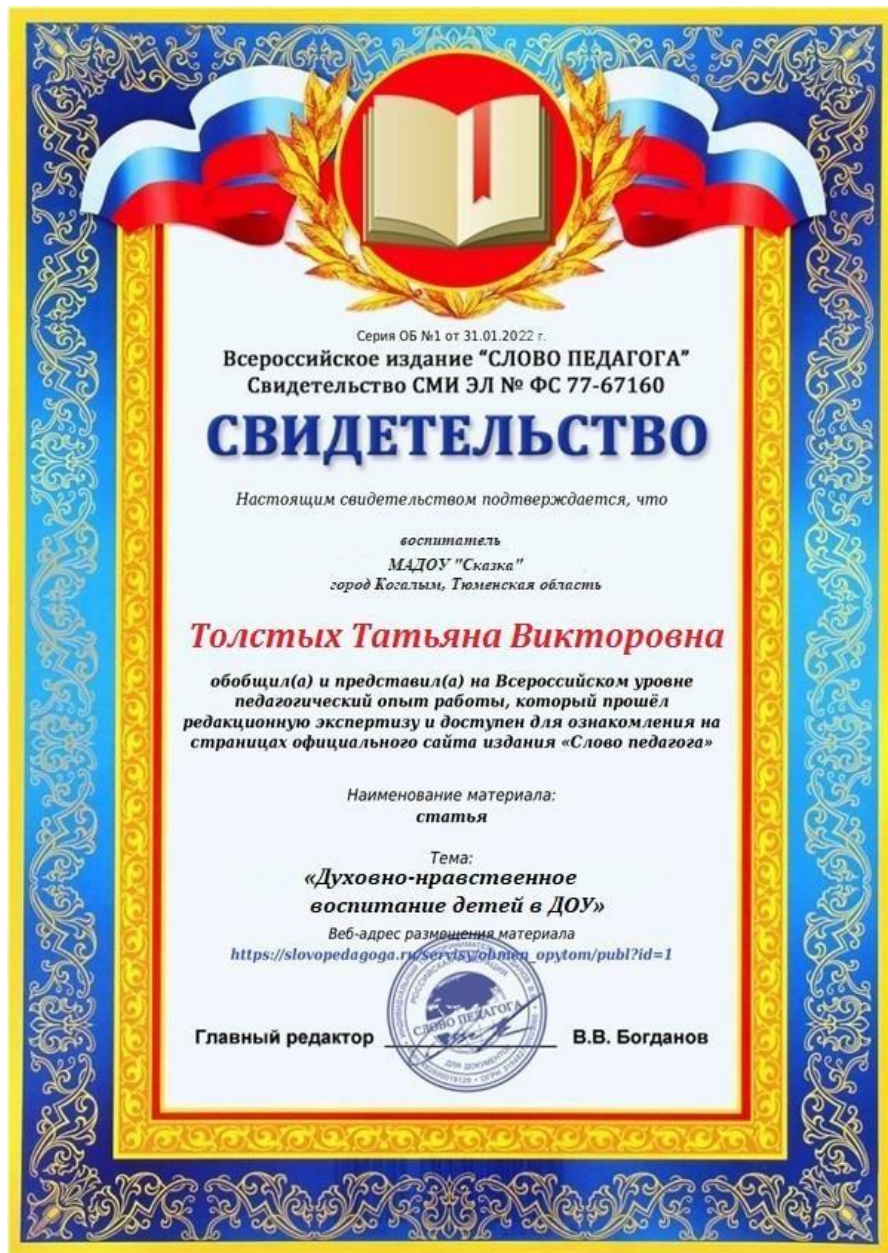 Серия ОБ №1 от 31.01.2022 г.
Всероссийское издание “СЛОВО ПЕДАГОГА”
Свидетельство СМИ ЭЛ № ФС 77-67160
СВИДЕТЕЛЬСТВО
Настоящим свидетельством подтверждается, что
воспитатель
МАДОУ "Сказка"
город Когалым, Тюменская область
Толстых Татьяна Викторовна
обобщил(а) и представил(а) на Всероссийском уровне
педагогический опыт работы, который прошёл
редакционную экспертизу и доступен для ознакомления на
страницах официального сайта издания «Слово педагога»
Наименование материала:
статья
Тема:
«Духовно-нравственное
воспитание детей в ДОУ»
Веб-адрес размещения материала
https://slovopedagoga.ru/servisy/obmen_opytom/publ?id=1
РОССИЙСКАЯ ФЕДЕРАЦИЯ
СЛОВО ПЕДАГОГА
ДЛЯ ДОКУМЕНТОВ
Главный редактор В.В. Богданов